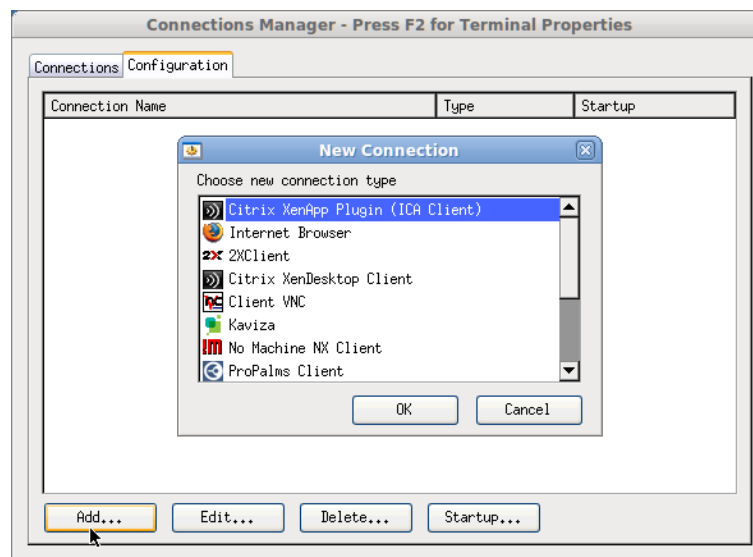 Connections Manager - Press F2 for Terminal Properties
Connections Configuration
Connection Name Type Startup
New Connection
Choose new connection type
Citrix XenApp Plugin (ICA Client)
Internet Browser
2X 2XClient
Citrix XenDesktop Client
VNC Client VNC
Kaviza
!M No Machine NX Client
ProPalms Client
OK Cancel
Add... Edit... Delete... Startup...